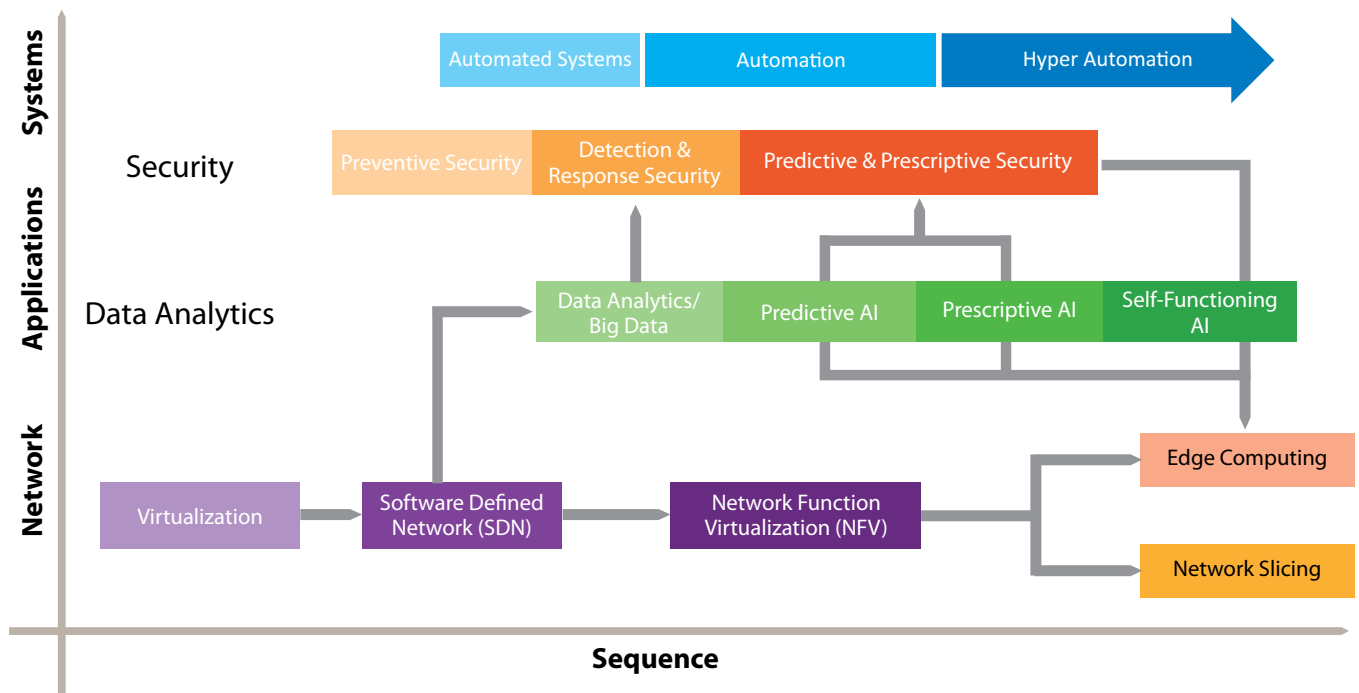 Systems
Automated Systems
Automation
Hyper Automation
Applications
Security
Preventive Security
Detection &
Response Security
Predictive & Prescriptive Security
Data Analytics
Data Analytics/
Big Data
Predictive AI
Prescriptive AI
Self-Functioning
AI
Network
Virtualization
Software Defined
Network (SDN)
Network Function
Virtualization (NFV)
Edge Computing
Network Slicing
Sequence